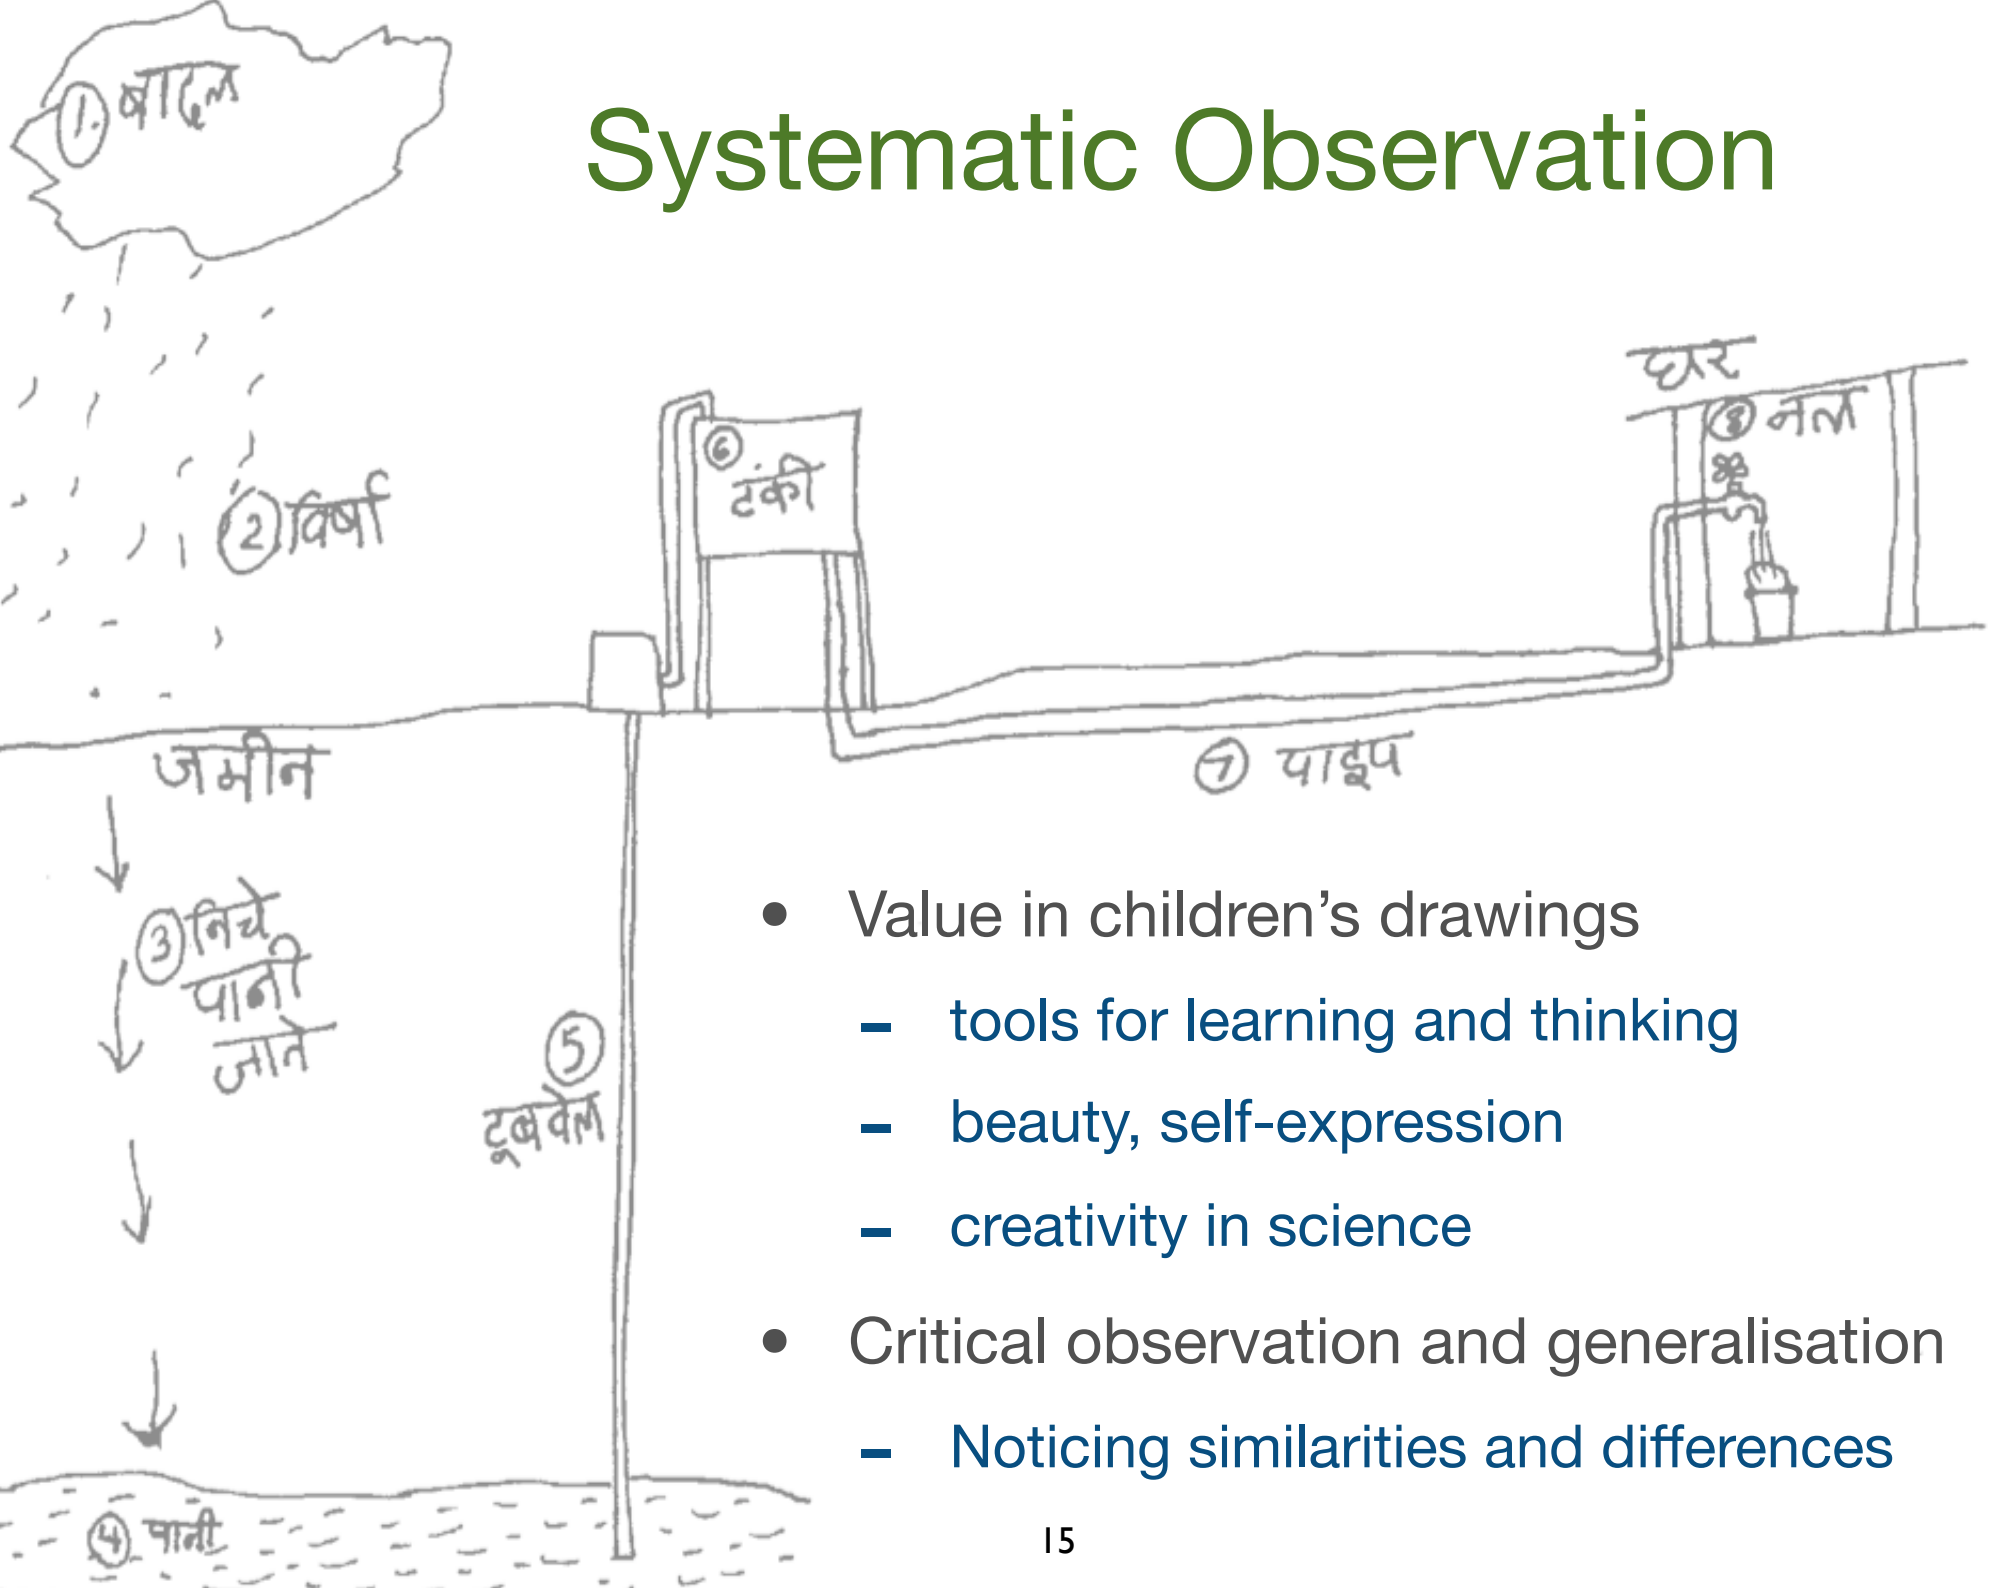 1. बादल
Systematic Observation
2 विर्षा
6
टंकी
घर
8 नल
जमीन
7 पाइप
3 निचे
पानी
जाते
5
टूबवेल
4 पानी
• Value in children’s drawings
- tools for learning and thinking
- beauty, self-expression
- creativity in science
• Critical observation and generalisation
- Noticing similarities and differences
15